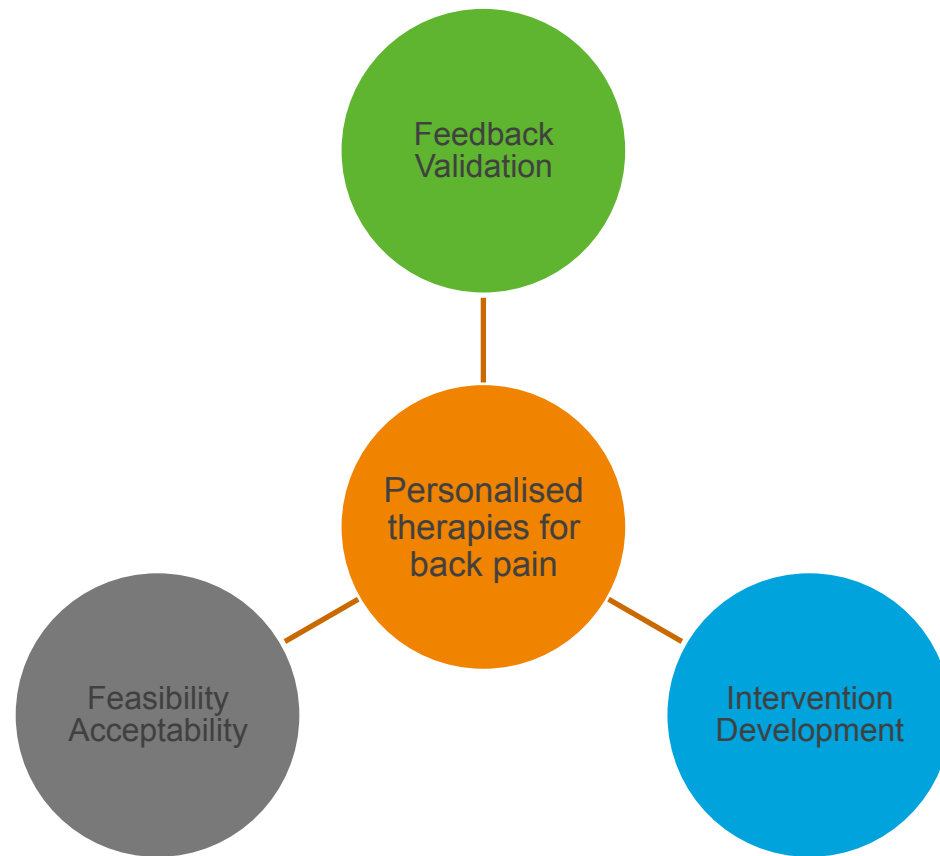 Feedback
Validation
Personalised
therapies for
back pain
Feasibility
Acceptability
Intervention
Development